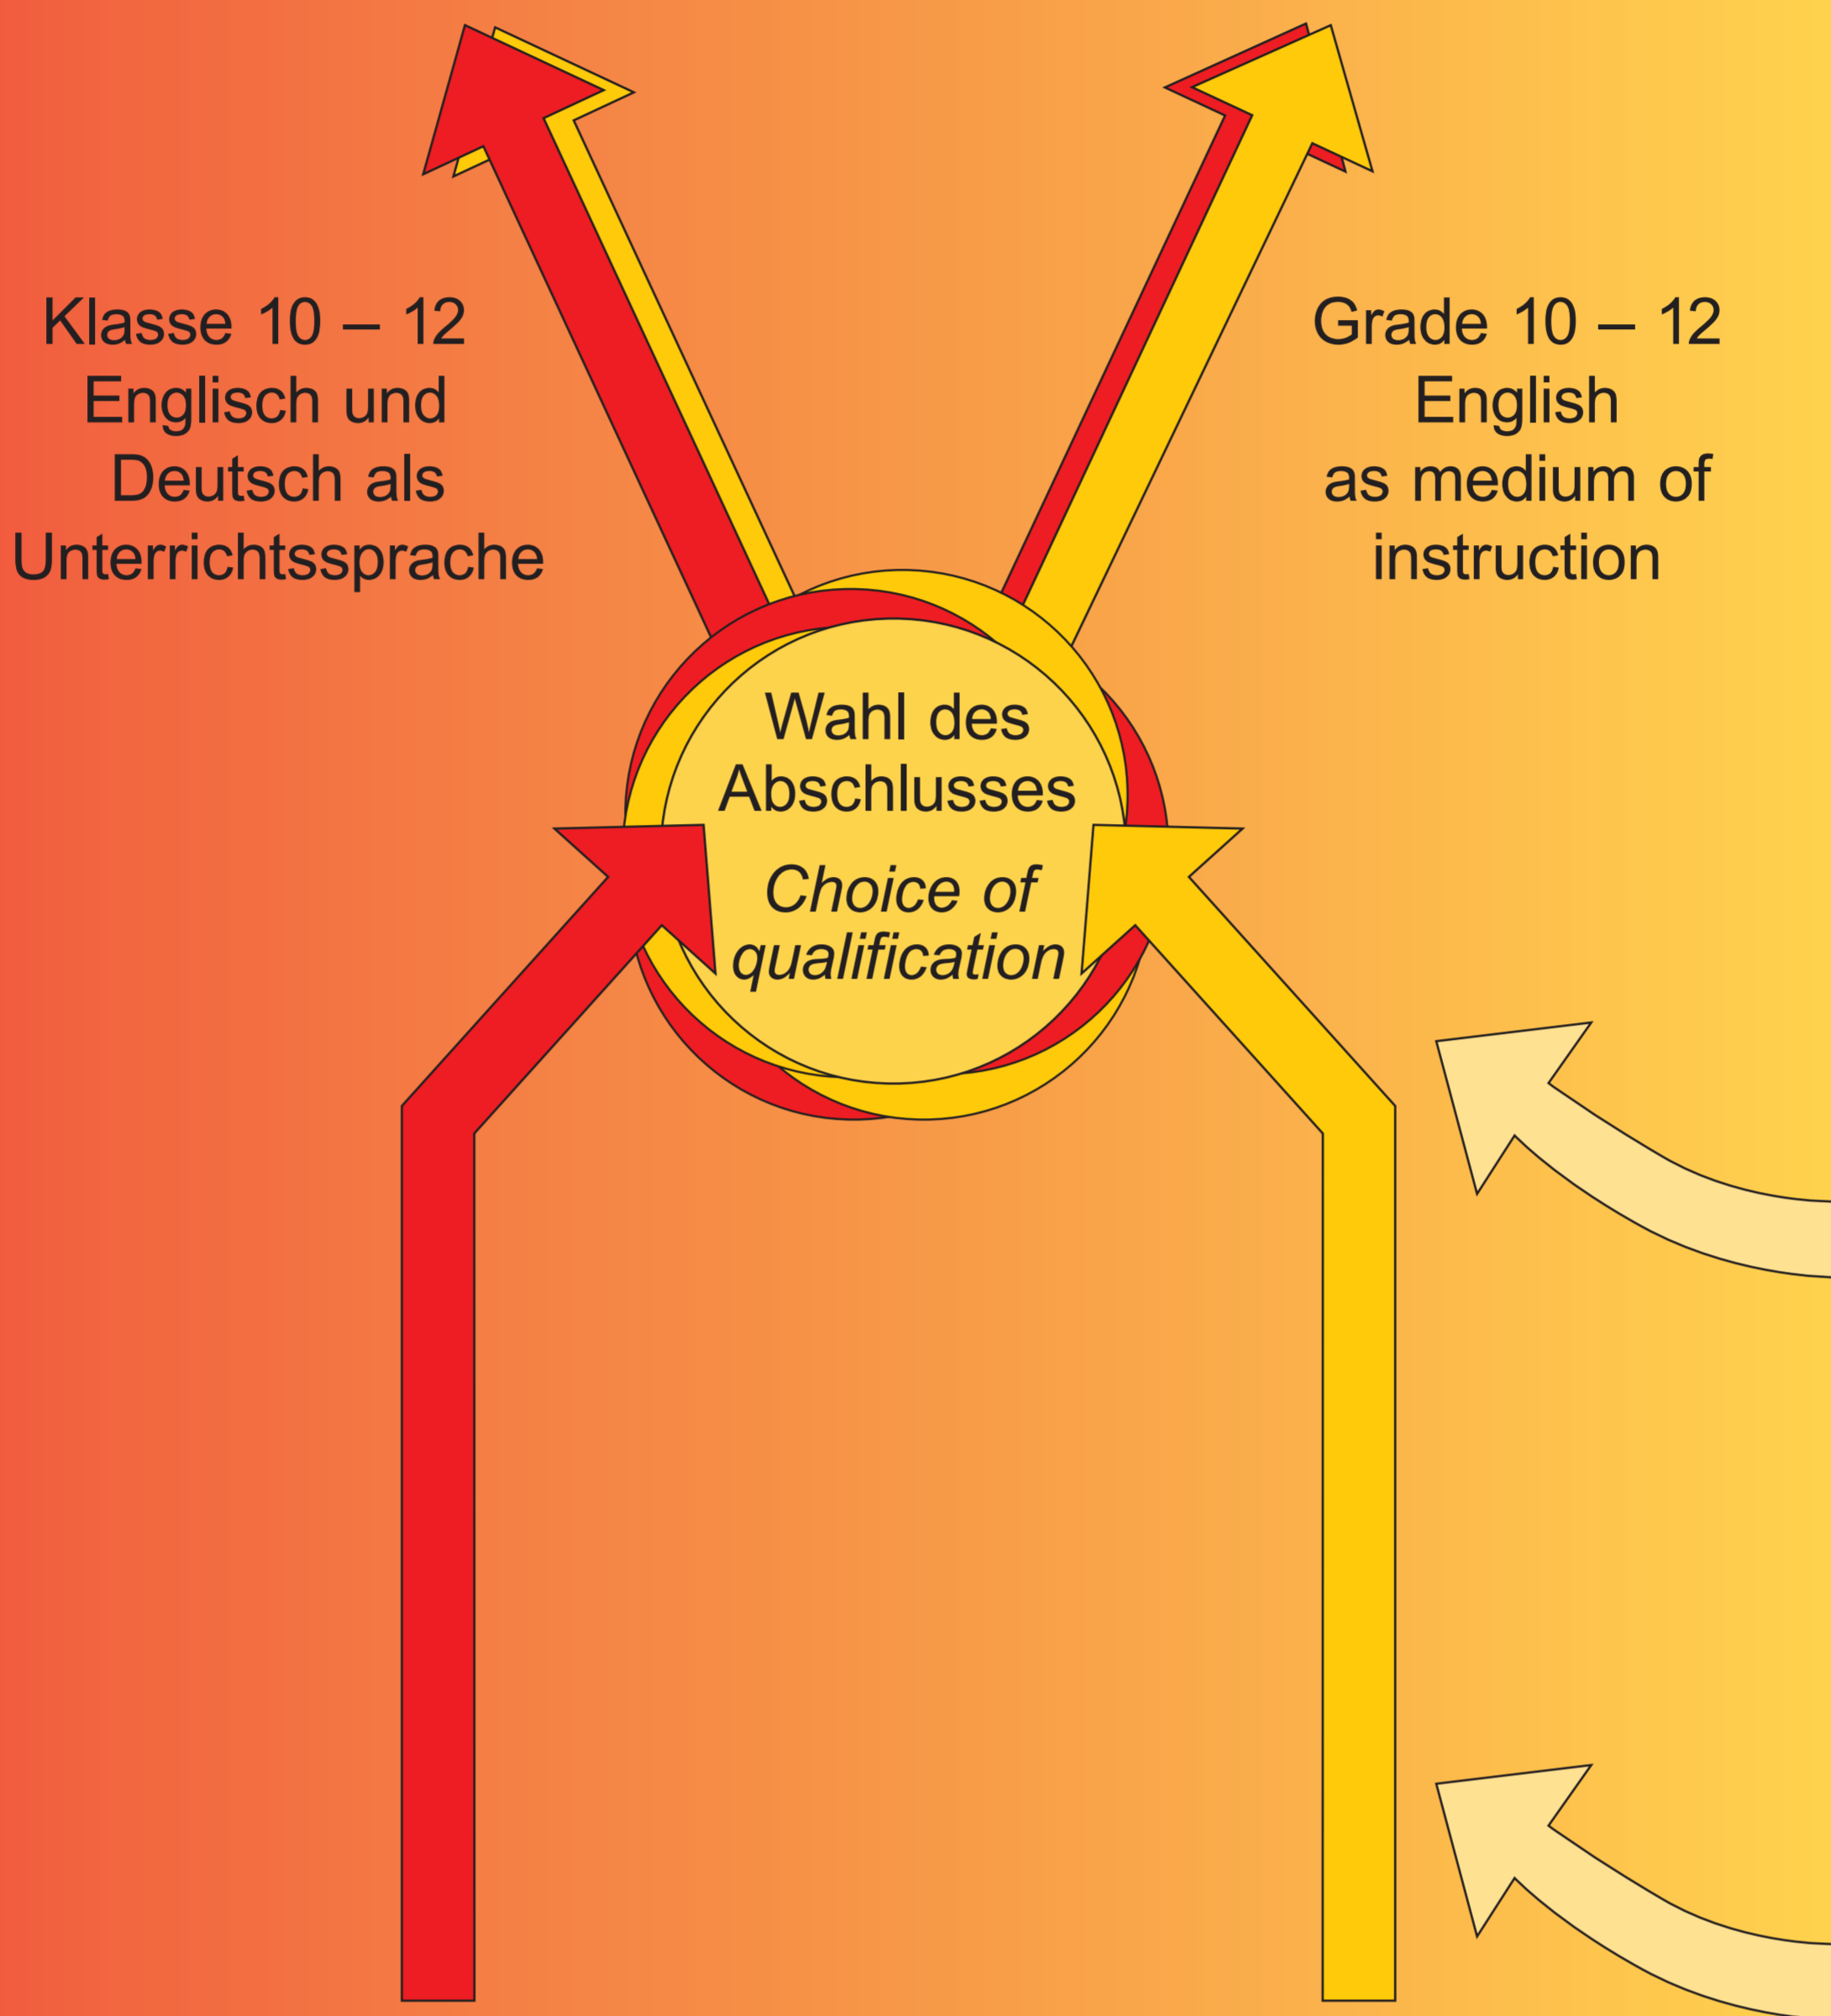 Klasse 10 – 12
Englisch und
Deutsch als
Unterrichtssprache
Grade 10 – 12
English
as medium of
instruction
Wahl des
Abschlusses
Choice of
qualification